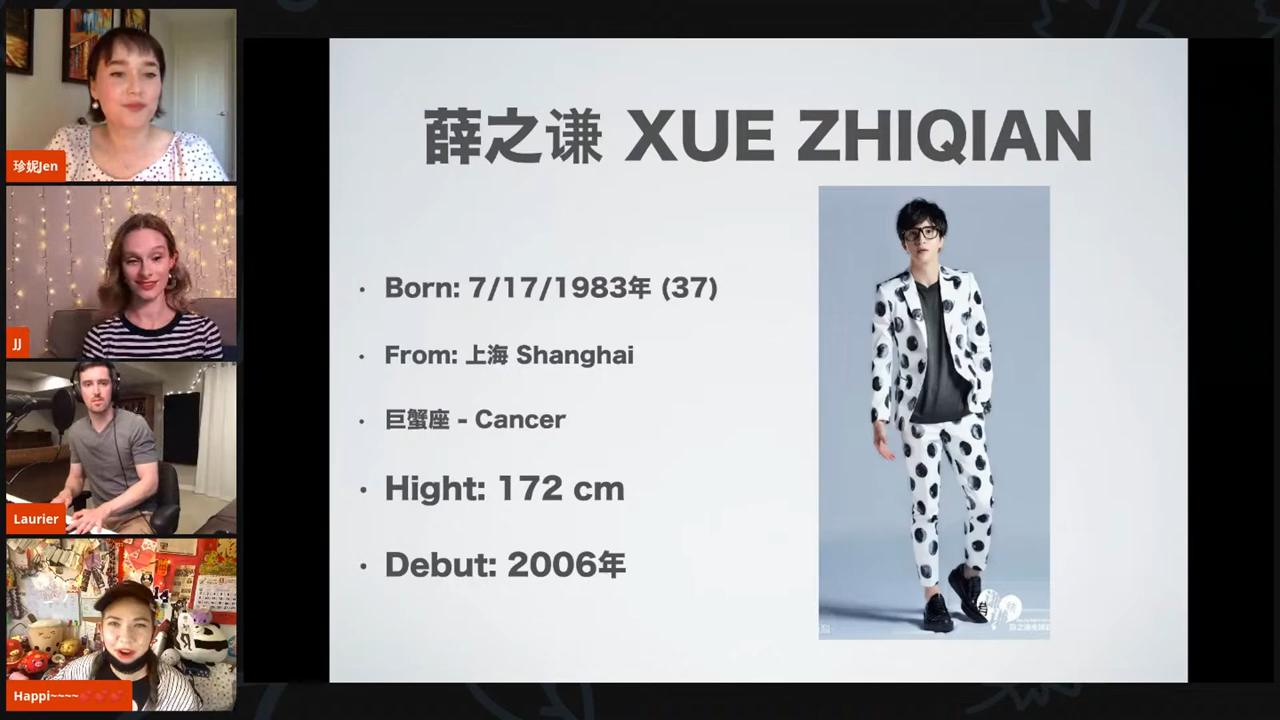 珍妮Jen
JJ
Laurier
Happi~~~~
薛之谦 XUE ZHIQIAN
• Born: 7/17/1983年 (37)
• From: 上海 Shanghai
• 巨蟹座 - Cancer
• Hight: 172 cm
• Debut: 2006年